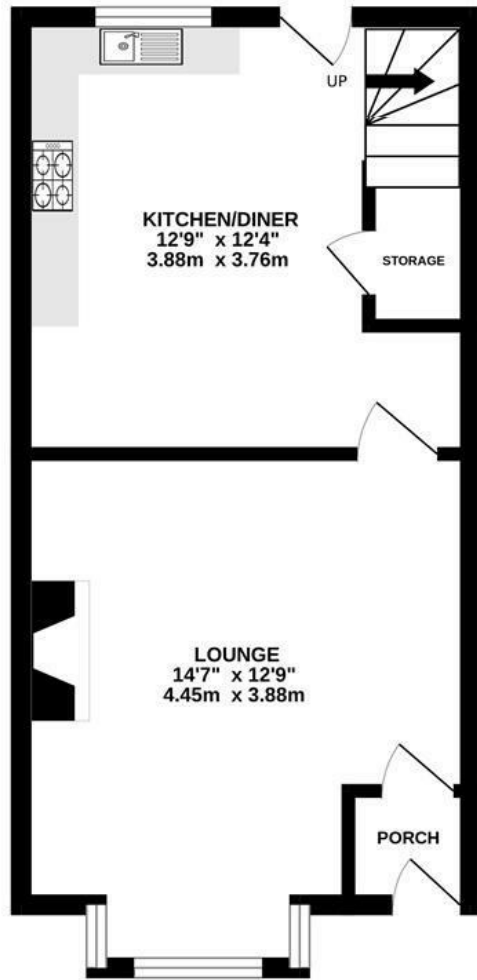 UP
KITCHEN/DINER
12'9" x 12'4"
3.88m x 3.76m
STORAGE
LOUNGE
14'7" x 12'9"
4.45m x 3.88m
PORCH